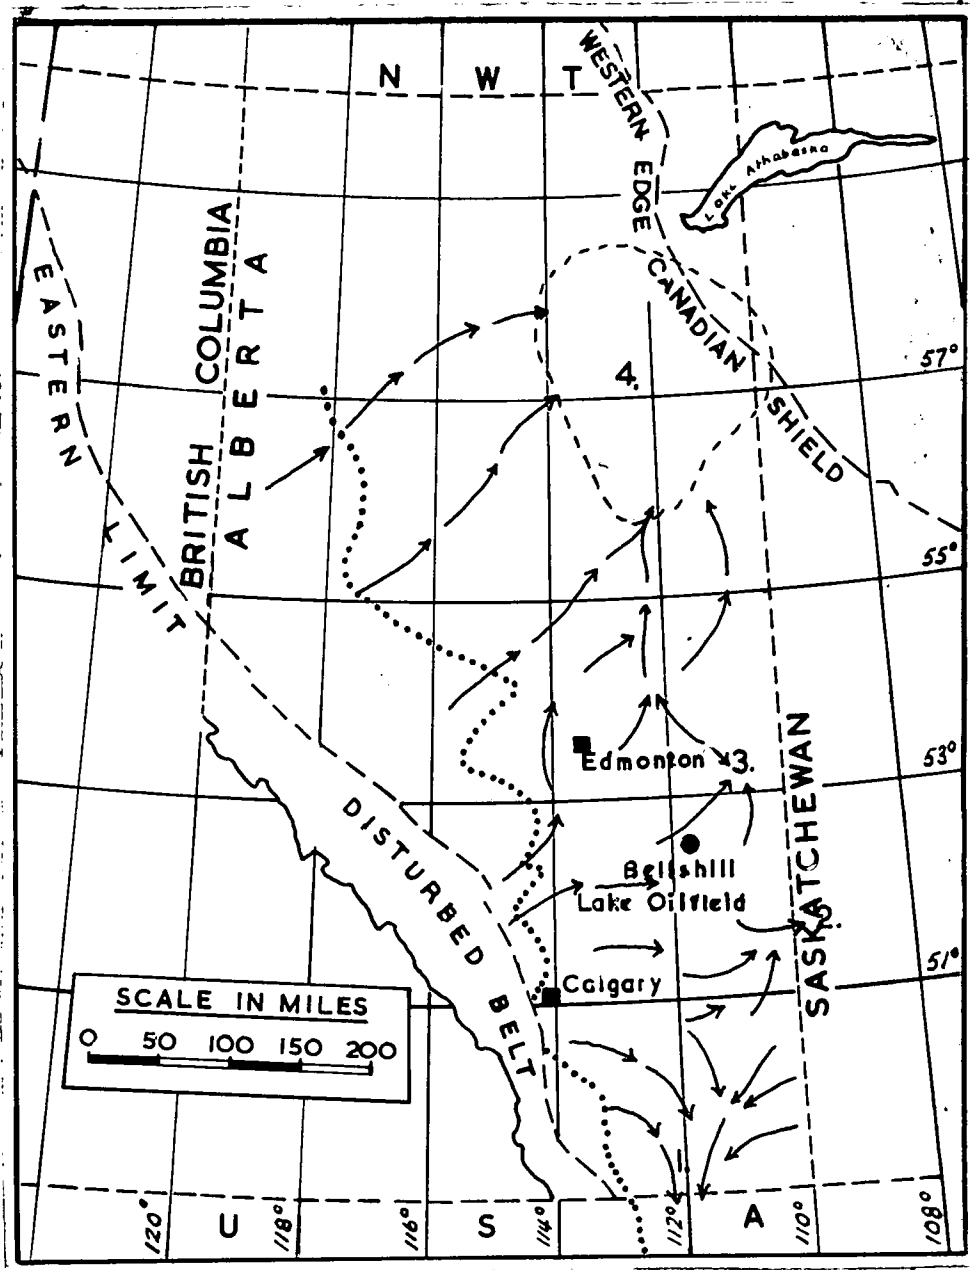 N W T
WESTERN EDGE CANADIAN SHIELD
Lake Athabaska
BRITISH COLUMBIA
ALBERTA
EASTERN LIMIT DISTURBED BELT
57°
4.
55°
53°
Edmonton
3.
SASKATCHEWAN
Bellshill
Lake Oilfield
51°
Calgary
SCALE IN MILES
0 50 100 150 200
1
U S A
120° 118° 116° 114° 112° 110° 108°